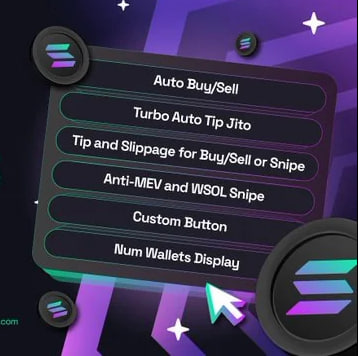 Auto Buy/Sell
Turbo Auto Tip Jito
Tip and Slippage for Buy/Sell or Snipe
Anti-MEV and WSOL Snipe
Custom Button
Num Wallets Display
.com